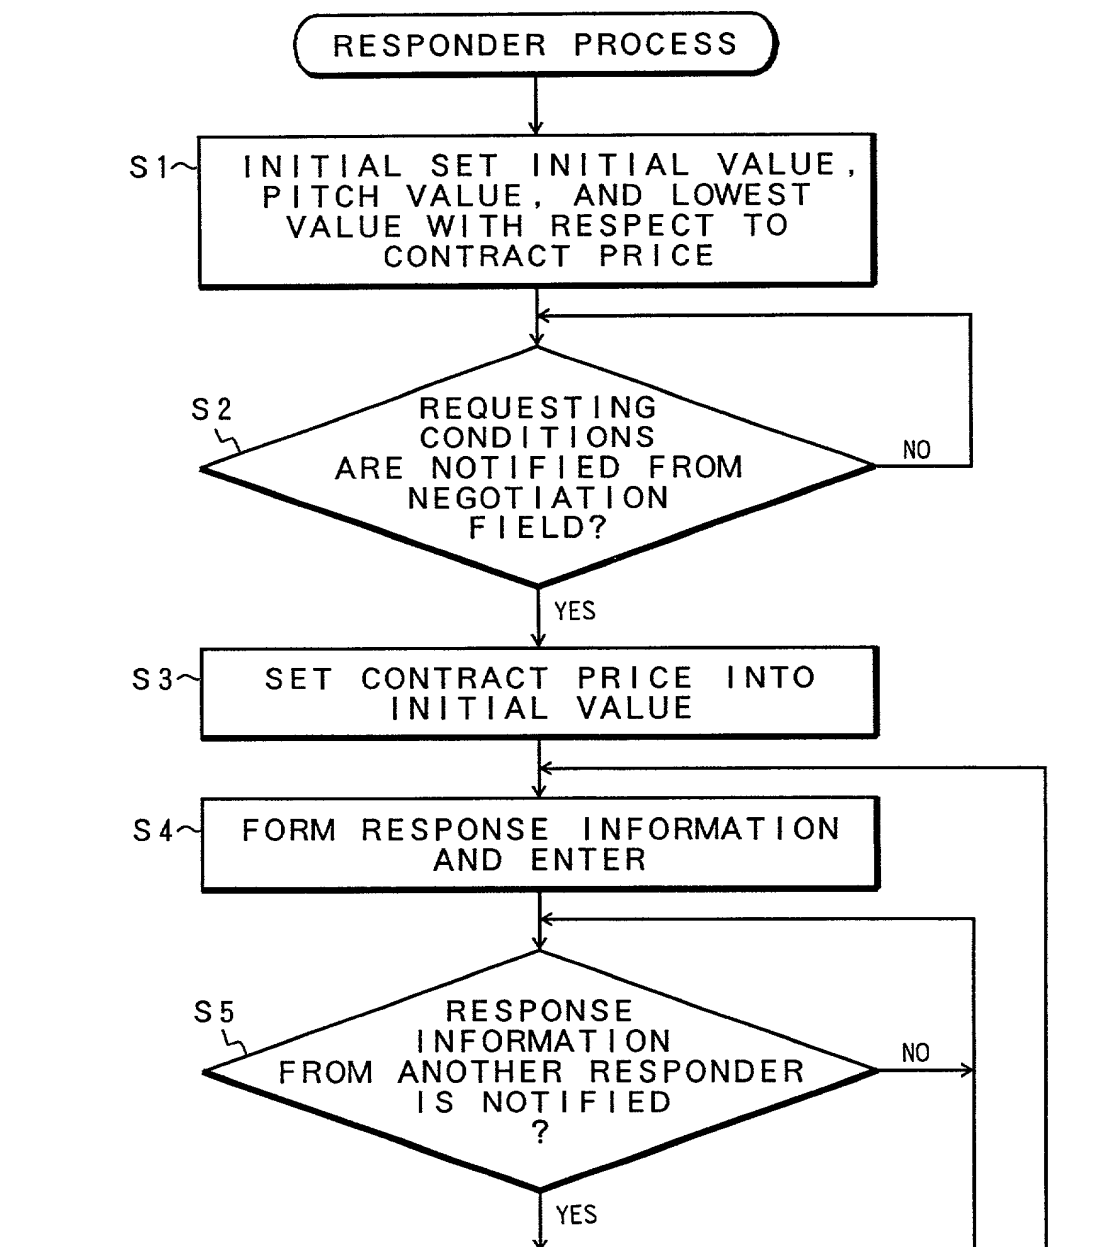 RESPONDER PROCESS
S1
INITIAL SET INITIAL VALUE,
PITCH VALUE, AND LOWEST
VALUE WITH RESPECT TO
CONTRACT PRICE
S2
REQUESTING
CONDITIONS
ARE NOTIFIED FROM
NEGOTIATION
FIELD?
NO
YES
S3
SET CONTRACT PRICE INTO
INITIAL VALUE
S4
FORM RESPONSE INFORMATION
AND ENTER
S5
RESPONSE
INFORMATION
FROM ANOTHER RESPONDER
IS NOTIFIED
?
NO
YES